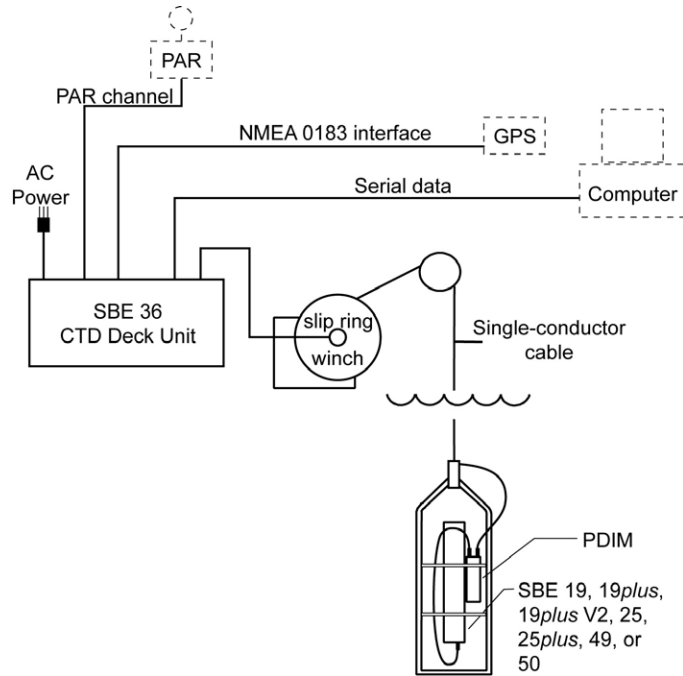 PAR
PAR channel
NMEA 0183 interface
GPS
AC
Power
Serial data
Computer
SBE 36
CTD Deck Unit
slip ring
winch
Single-conductor
cable
PDIM
SBE 19, 19plus,
19plus V2, 25,
25plus, 49, or
50